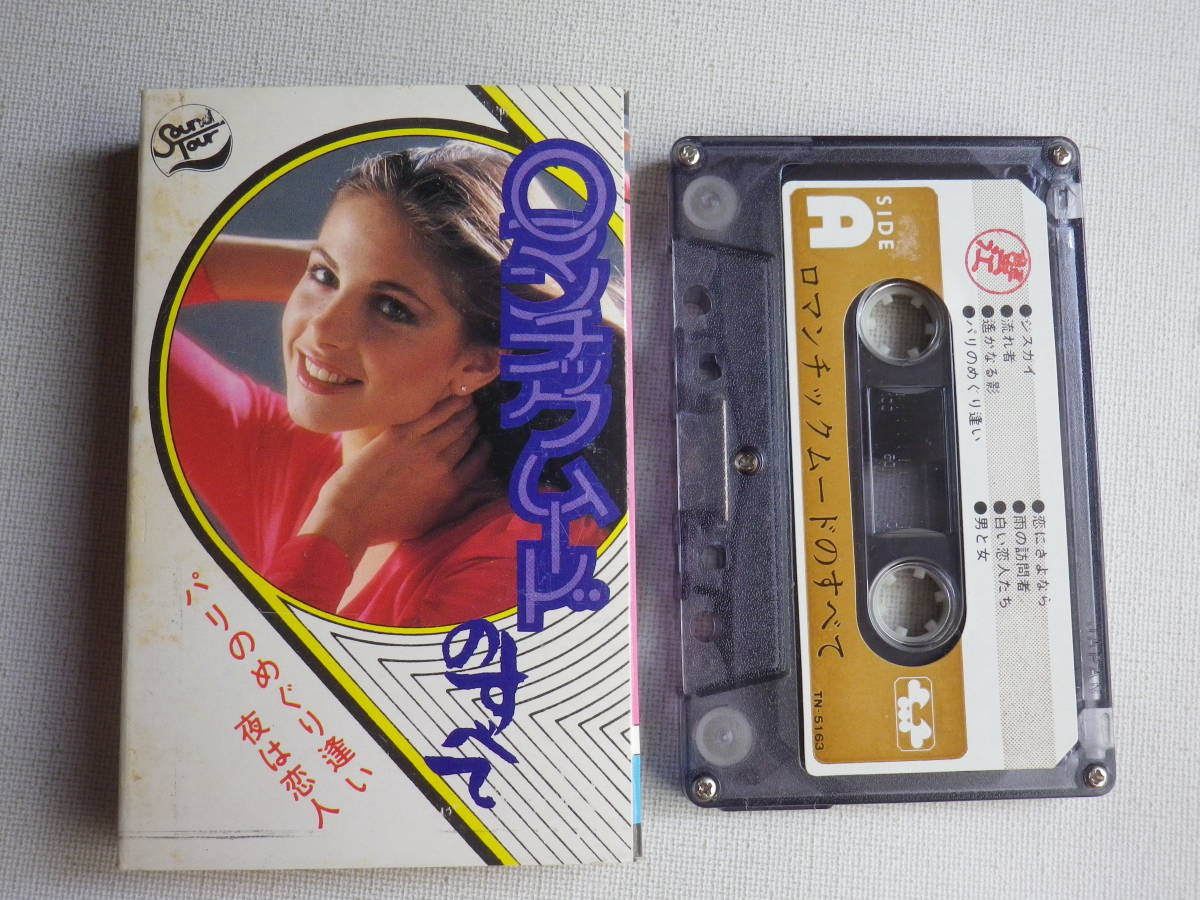 Sound
Tour
ロマンチックムード
のすべて
パリのめぐり逢い
夜は恋人
SIDE
A
ロマンチックムードのすべて
TN-5163
●ジスカイ
●流れ者
●遥かなる影
●パリのめぐり逢い
●恋にさよなら
●雨の訪問者
●白い恋人たち
●男と女